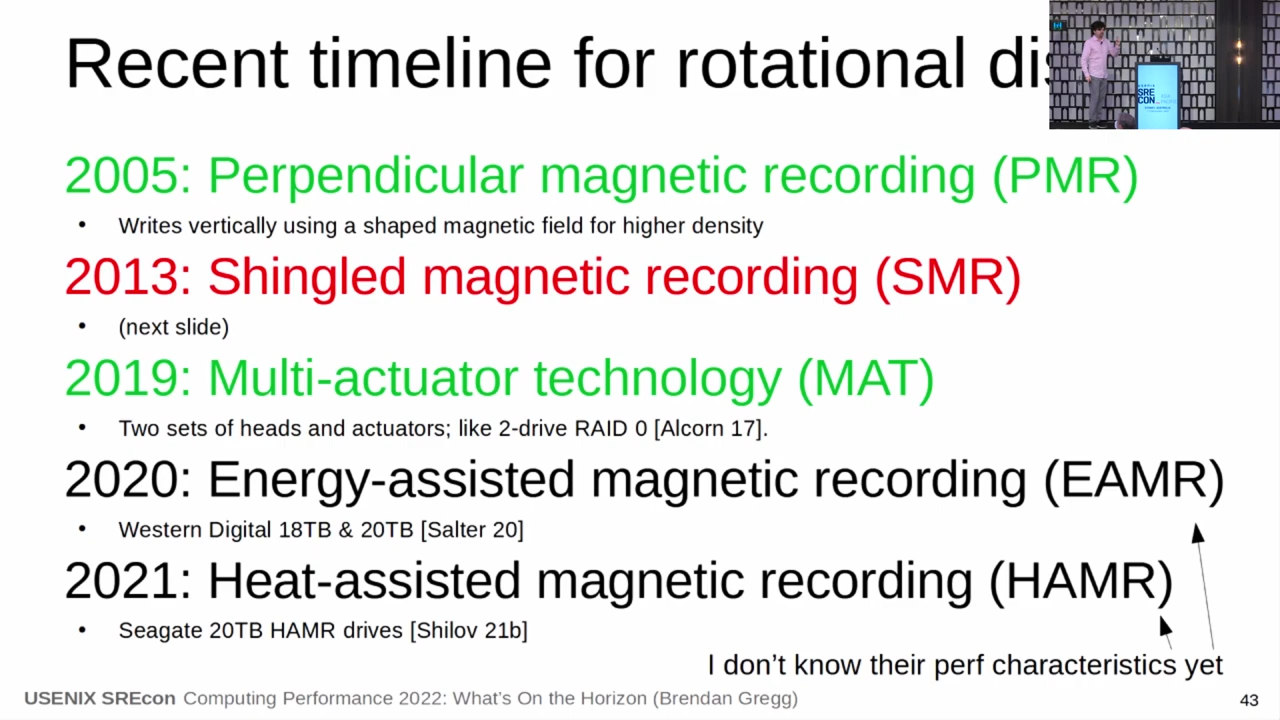 Recent timeline for rotational dis
2005: Perpendicular magnetic recording (PMR)
• Writes vertically using a shaped magnetic field for higher density
2013: Shingled magnetic recording (SMR)
• (next slide)
2019: Multi-actuator technology (MAT)
• Two sets of heads and actuators; like 2-drive RAID 0 [Alcorn 17].
2020: Energy-assisted magnetic recording (EAMR)
• Western Digital 18TB & 20TB [Salter 20]
2021: Heat-assisted magnetic recording (HAMR)
• Seagate 20TB HAMR drives [Shilov 21b]
I don’t know their perf characteristics yet
USENIX SREcon Computing Performance 2022: What’s On the Horizon (Brendan Gregg)
43
SRE
CON